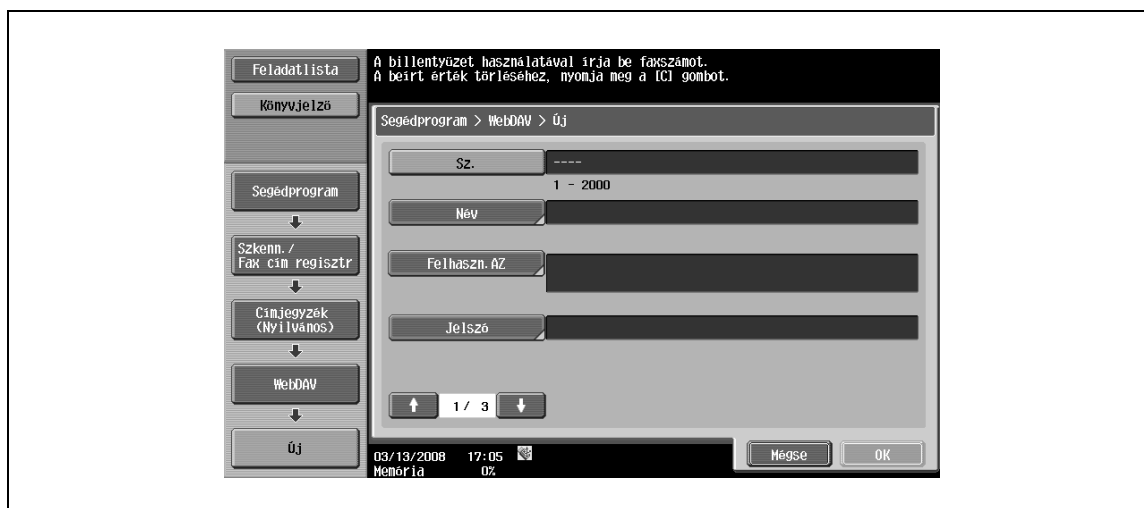 Feladatlista
Könyvjelző
A billentyűzet használatával írja be faxszámot.
A beírt érték törléséhez, nyomja meg a [C] gombot.
Segédprogram > WebDAV > Új
Sz.
----
1 - 2000
Név
Felhaszn.AZ
Jelszó
1/ 3
Segédprogram
Szkenn./
Fax cím regisztr
Címjegyzék
(Nyilvános)
WebDAV
Új
03/13/2008 17:05
Memória 0%
Mégse
OK